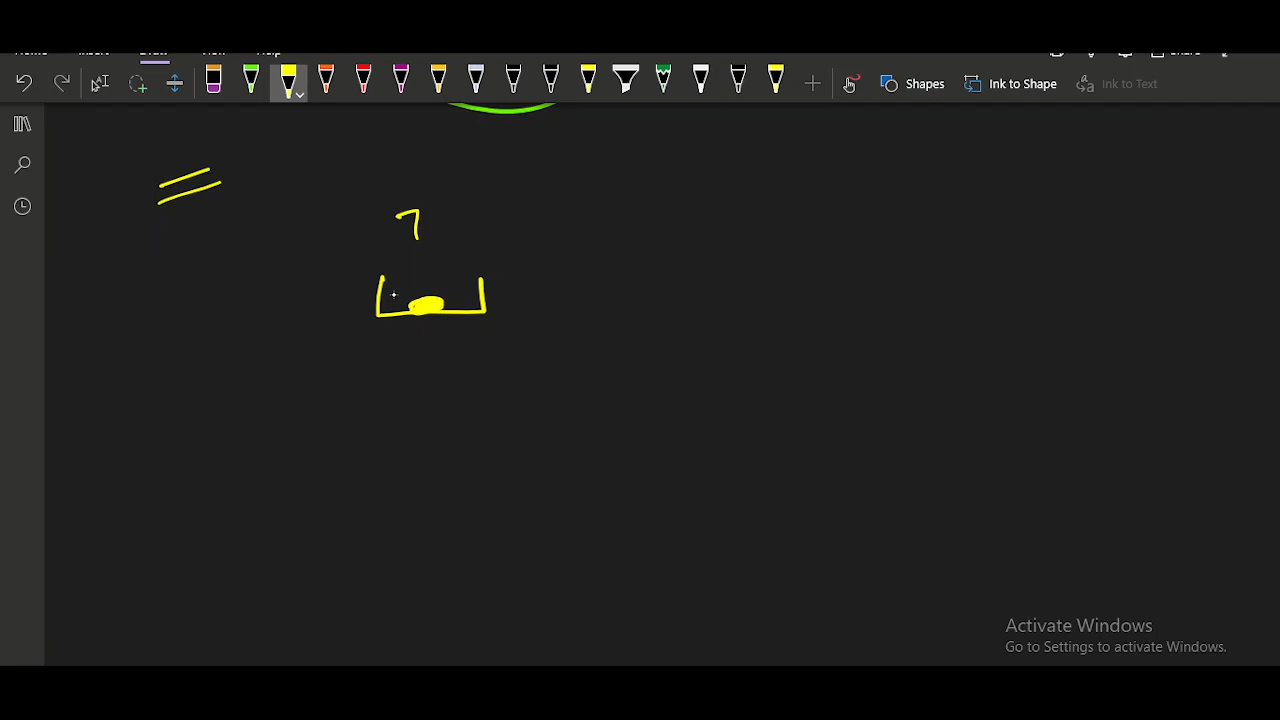 Shapes
Ink to Shape
Ink to Text
7
Activate Windows
Go to Settings to activate Windows.